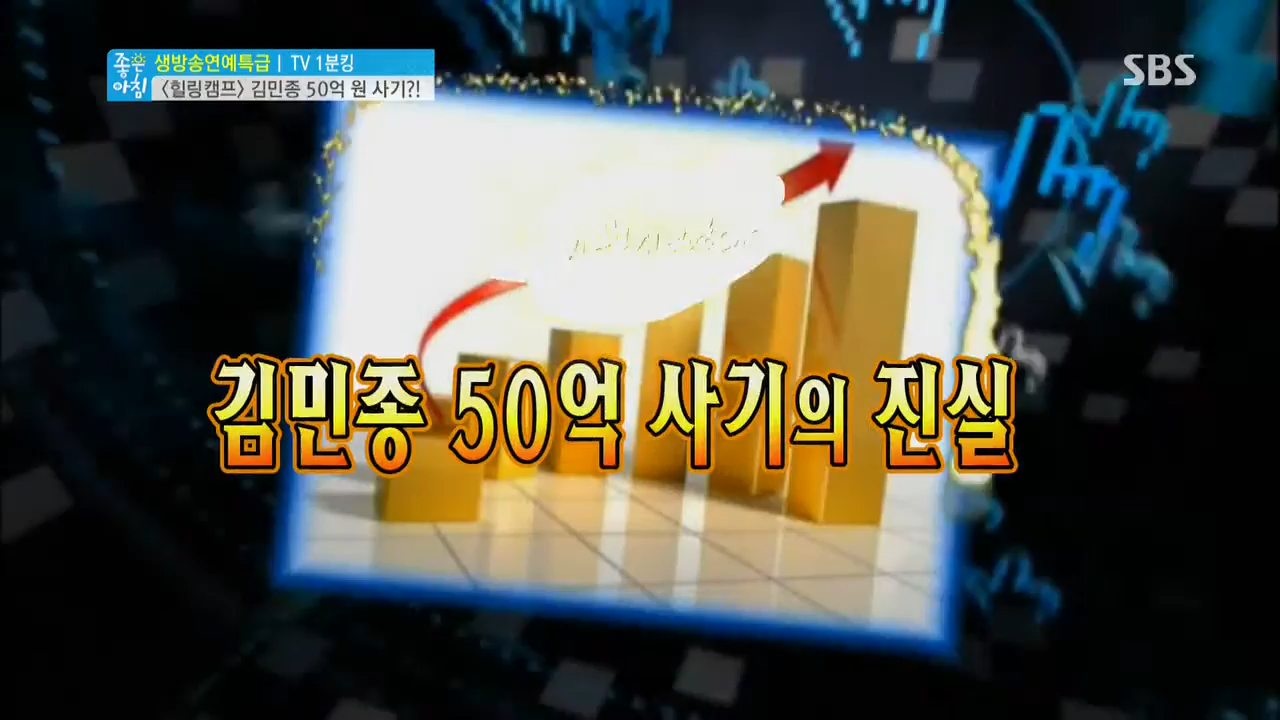 좋은
아침
생방송연예특급 | TV 1분킹
<힐링캠프> 김민종 50억 원 사기?!
SBS
김민종 50억 사기의 진실